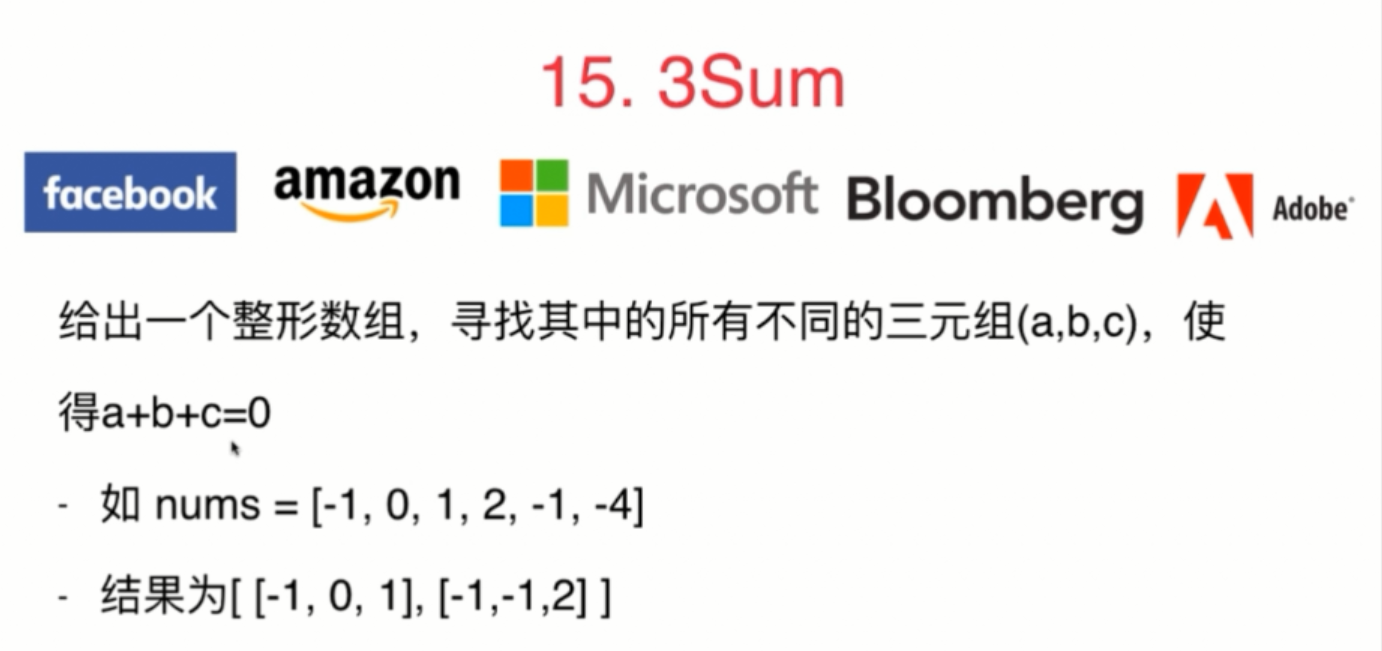 15. 3Sum
facebook amazon Microsoft Bloomberg Adobe
给出一个整形数组，寻找其中的所有不同的三元组(a,b,c)，使
得a+b+c=0
- 如 nums = [-1, 0, 1, 2, -1, -4]
- 结果为[ [-1, 0, 1], [-1,-1,2] ]